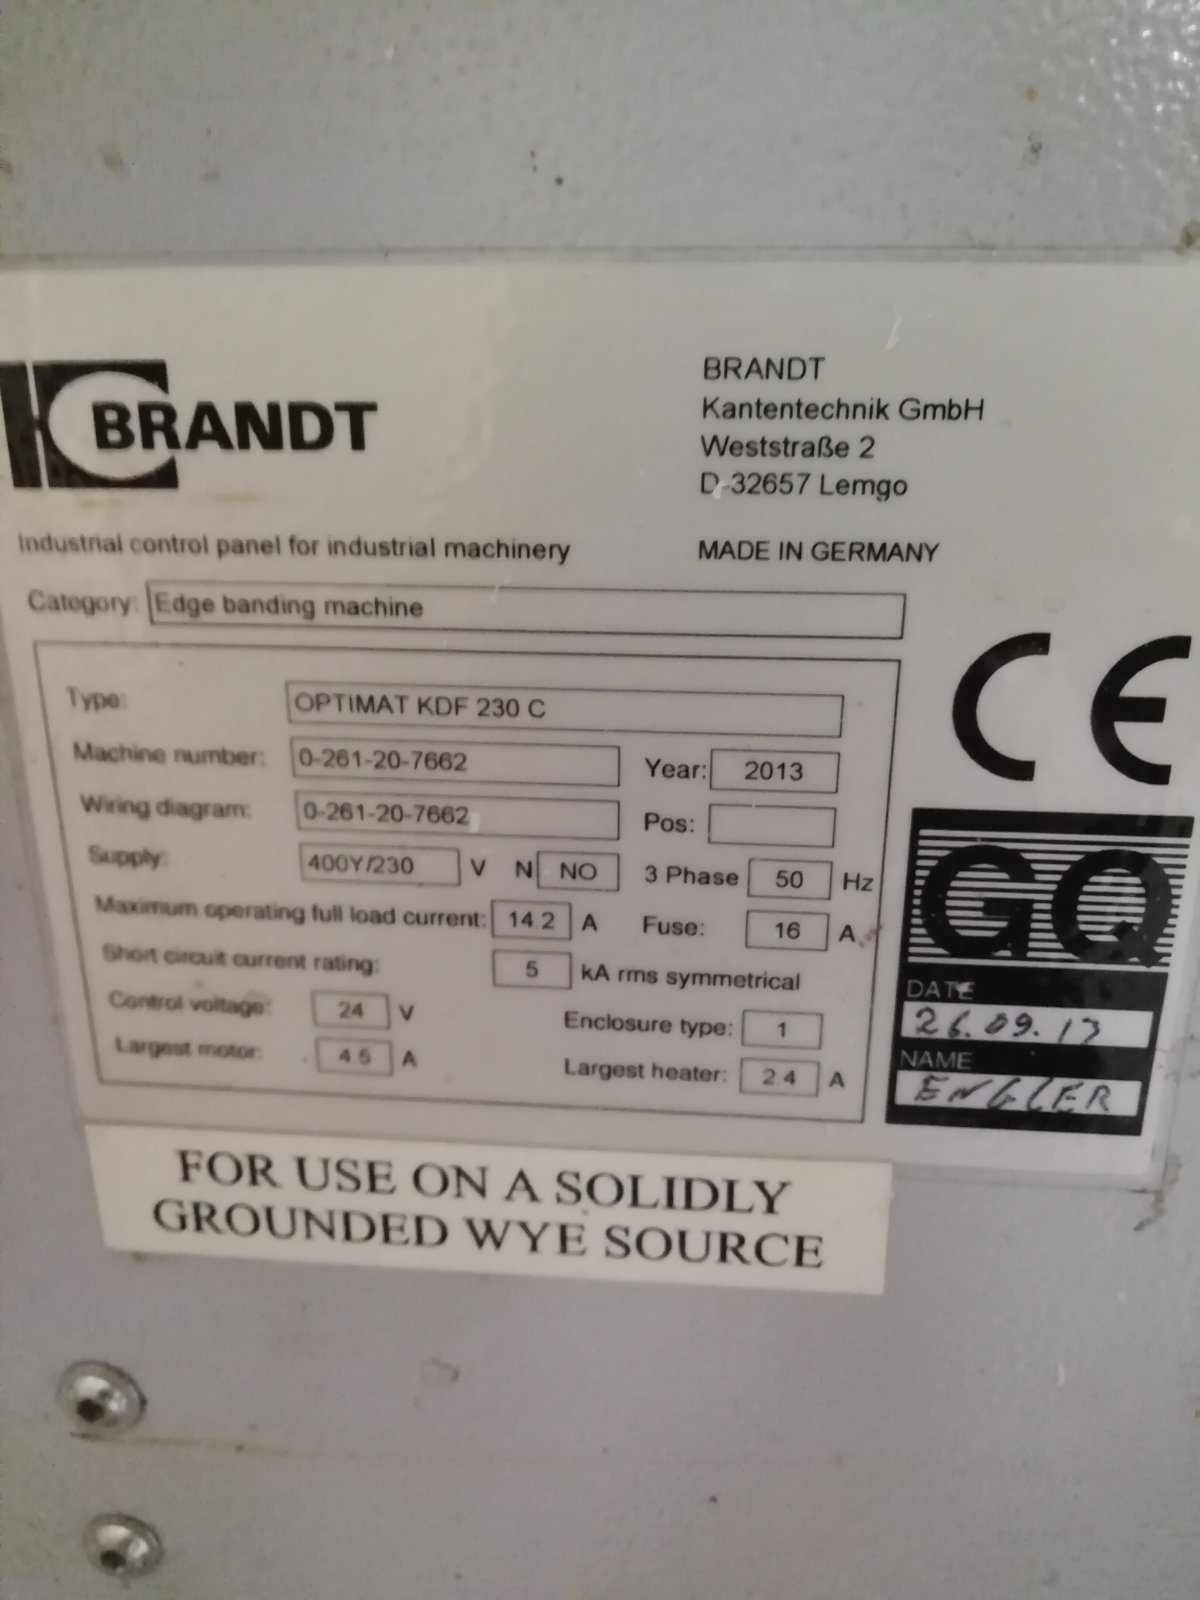 BRANDT
BRANDT
Kantentechnik GmbH
Weststraße 2
D-32657 Lemgo
Industrial control panel for industrial machinery
MADE IN GERMANY
Category: Edge banding machine
Type: OPTIMAT KDF 230 C
Machine number: 0-261-20-7662 Year: 2013
Wiring diagram: 0-261-20-7662 Pos:
Supply: 400Y/230 V N NO 3 Phase 50 Hz
Maximum operating full load current: 14.2 A Fuse: 16 A
Short circuit current rating: 5 kA rms symmetrical
Control voltage: 24 V Enclosure type: 1
Largest motor: 4.5 A Largest heater: 2.4 A
CE
GQ
DATE
26.09.13
NAME
ENGLER
FOR USE ON A SOLIDLY
GROUNDED WYE SOURCE